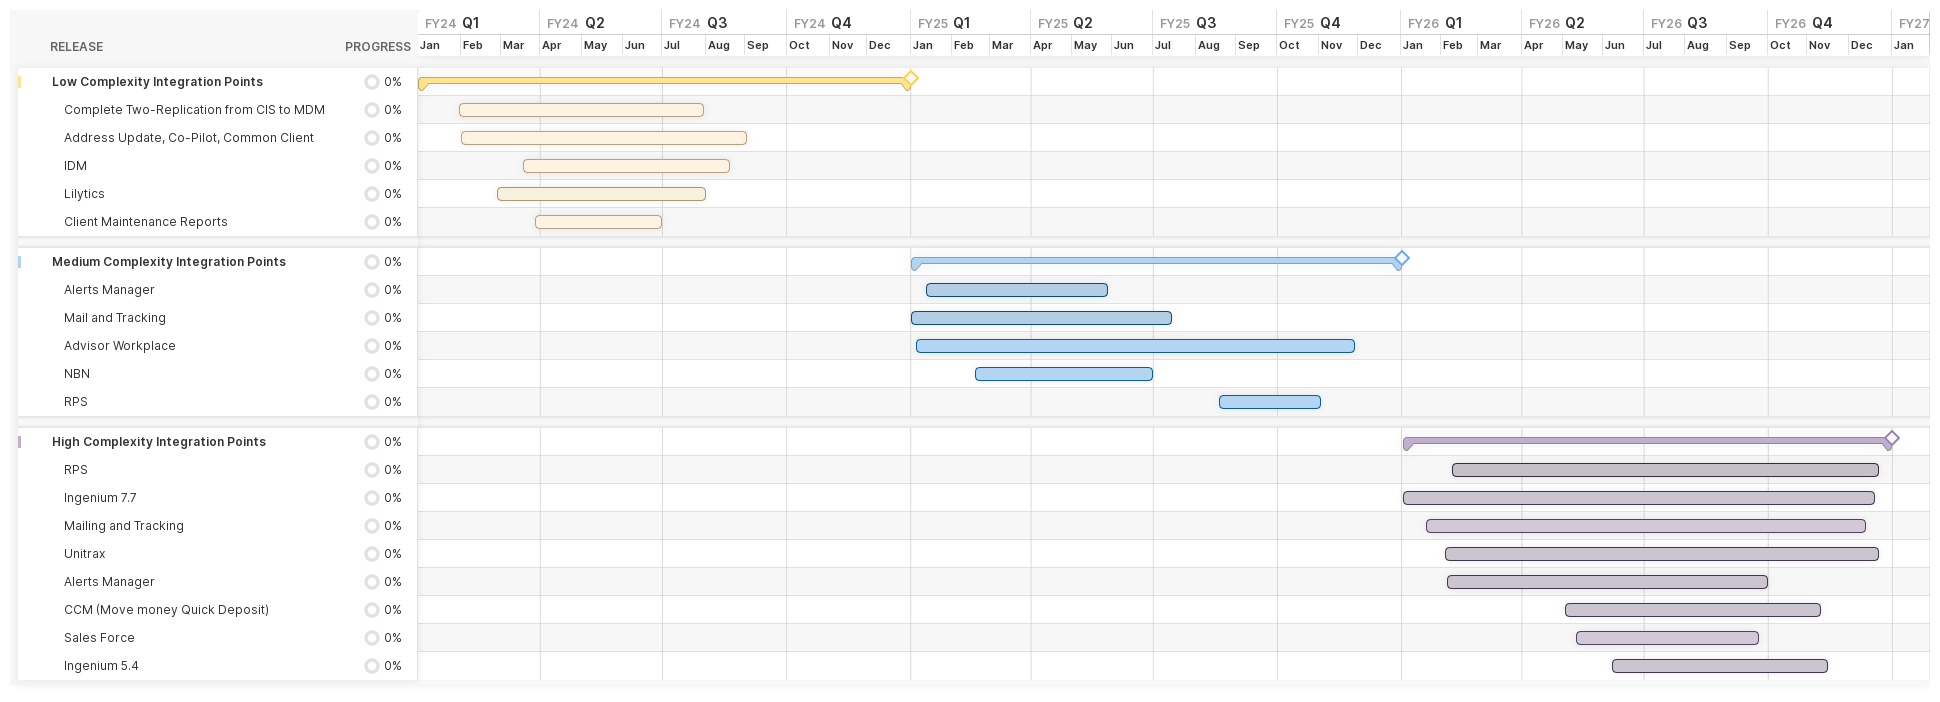 FY24 Q1 FY24 Q2 FY24 Q3 FY24 Q4 FY25 Q1 FY25 Q2 FY25 Q3 FY25 Q4 FY26 Q1 FY26 Q2 FY26 Q3 FY26 Q4 FY27
RELEASE PROGRESS Jan Feb Mar Apr May Jun Jul Aug Sep Oct Nov Dec Jan Feb Mar Apr May Jun Jul Aug Sep Oct Nov Dec Jan Feb Mar Apr May Jun Jul Aug Sep Oct Nov Dec Jan
Low Complexity Integration Points 0%
Complete Two-Replication from CIS to MDM 0%
Address Update, Co-Pilot, Common Client 0%
IDM 0%
Lilytics 0%
Client Maintenance Reports 0%
Medium Complexity Integration Points 0%
Alerts Manager 0%
Mail and Tracking 0%
Advisor Workplace 0%
NBN 0%
RPS 0%
High Complexity Integration Points 0%
RPS 0%
Ingenium 7.7 0%
Mailing and Tracking 0%
Unitrax 0%
Alerts Manager 0%
CCM (Move money Quick Deposit) 0%
Sales Force 0%
Ingenium 5.4 0%